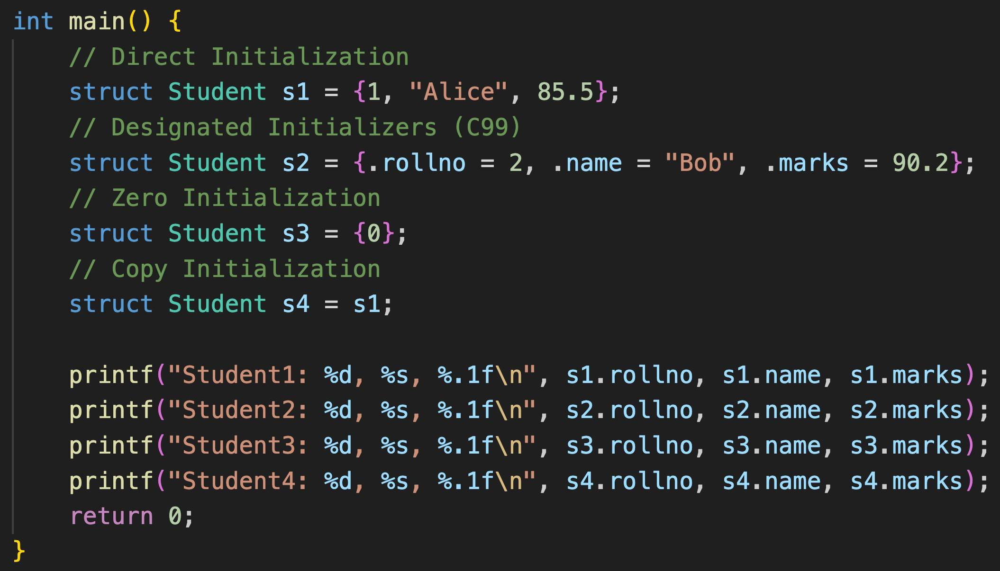 int main() {
    // Direct Initialization
    struct Student s1 = {1, "Alice", 85.5};
    // Designated Initializers (C99)
    struct Student s2 = {.rollno = 2, .name = "Bob", .marks = 90.2};
    // Zero Initialization
    struct Student s3 = {0};
    // Copy Initialization
    struct Student s4 = s1;

    printf("Student1: %d, %s, %.1f\n", s1.rollno, s1.name, s1.marks);
    printf("Student2: %d, %s, %.1f\n", s2.rollno, s2.name, s2.marks);
    printf("Student3: %d, %s, %.1f\n", s3.rollno, s3.name, s3.marks);
    printf("Student4: %d, %s, %.1f\n", s4.rollno, s4.name, s4.marks);
    return 0;
}